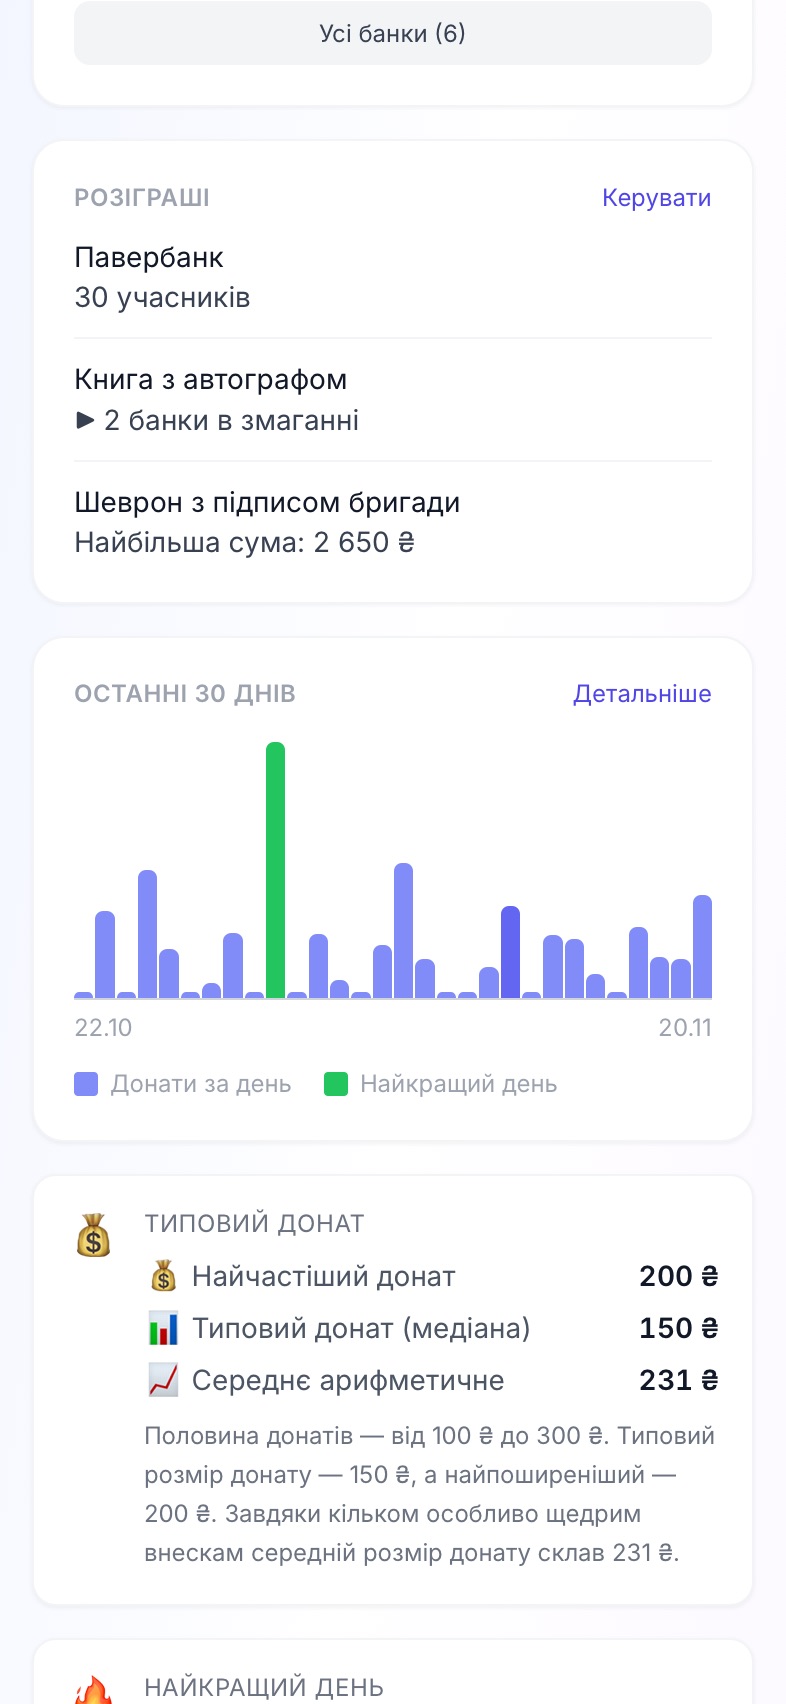 Усі банки (6)
РОЗІГРАШІ
Керувати
Павербанк
30 учасників
Книга з автографом
▶ 2 банки в змаганні
Шеврон з підписом бригади
Найбільша сума: 2 650 ₴
ОСТАННІ 30 ДНІВ
Детальніше
22.10
20.11
Донати за день
Найкращий день
ТИПОВИЙ ДОНАТ
Найчастіший донат 200 ₴
Типовий донат (медіана) 150 ₴
Середнє арифметичне 231 ₴
Половина донатів — від 100 ₴ до 300 ₴. Типовий
розмір донату — 150 ₴, а найпоширеніший —
200 ₴. Завдяки кільком особливо щедрим
внескам середній розмір донату склав 231 ₴.
НАЙКРАЩИЙ ДЕНЬ